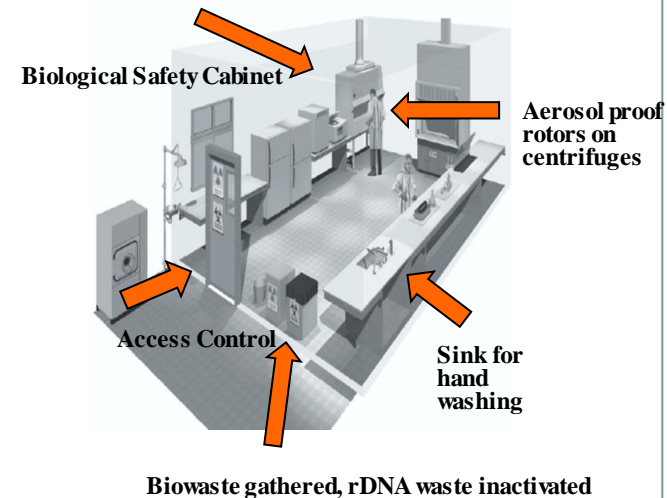 Biological Safety Cabinet
Aerosol proof
rotors on
centrifuges
Access Control
Sink for
hand
washing
Biowaste gathered, rDNA waste inactivated